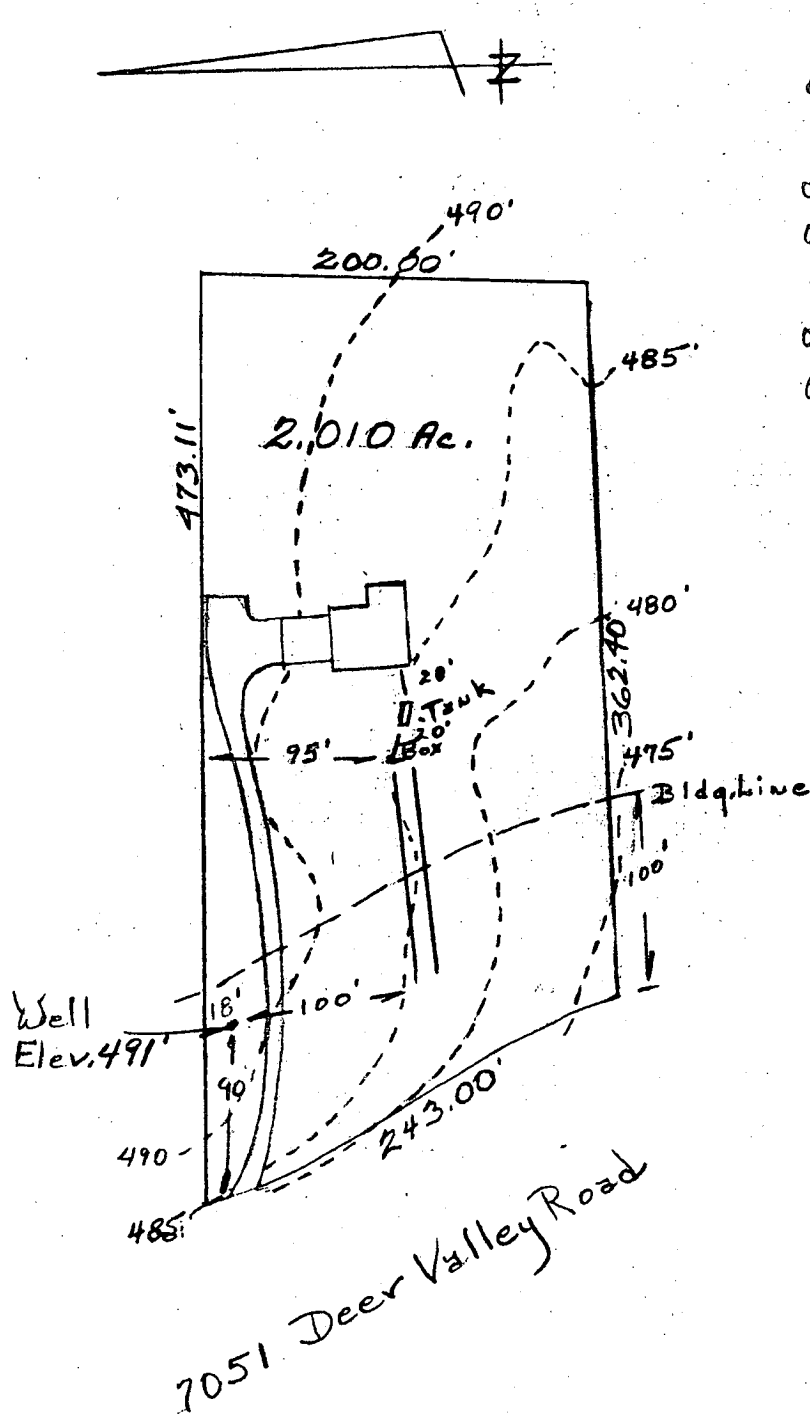 N
490'
200.00'
485'
2.010 Ac.
473.11'
480'
362.40'
20'
Tank
20'
Box
95'
475'
Bldg. Line
100'
18'
100'
Well
Elev. 491'
90'
490
243.00'
485'
7051 Deer Valley Road